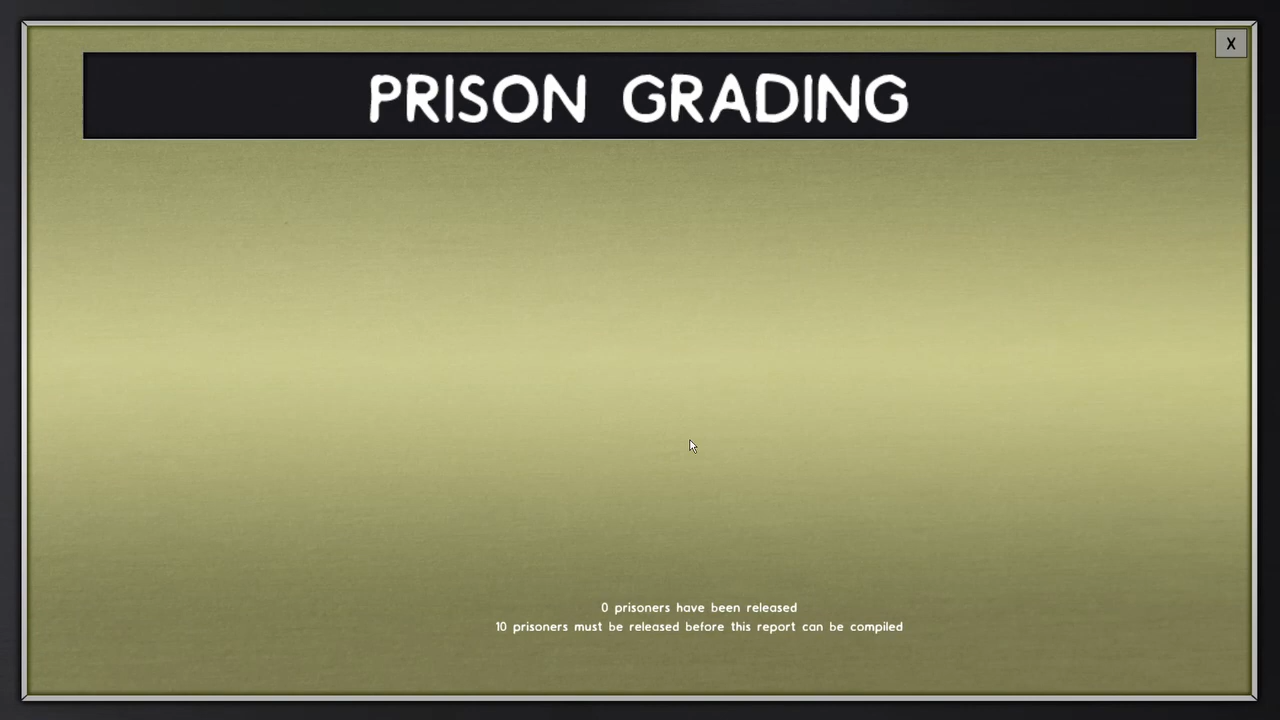 X
PRISON GRADING
0 prisoners have been released
10 prisoners must be released before this report can be compiled